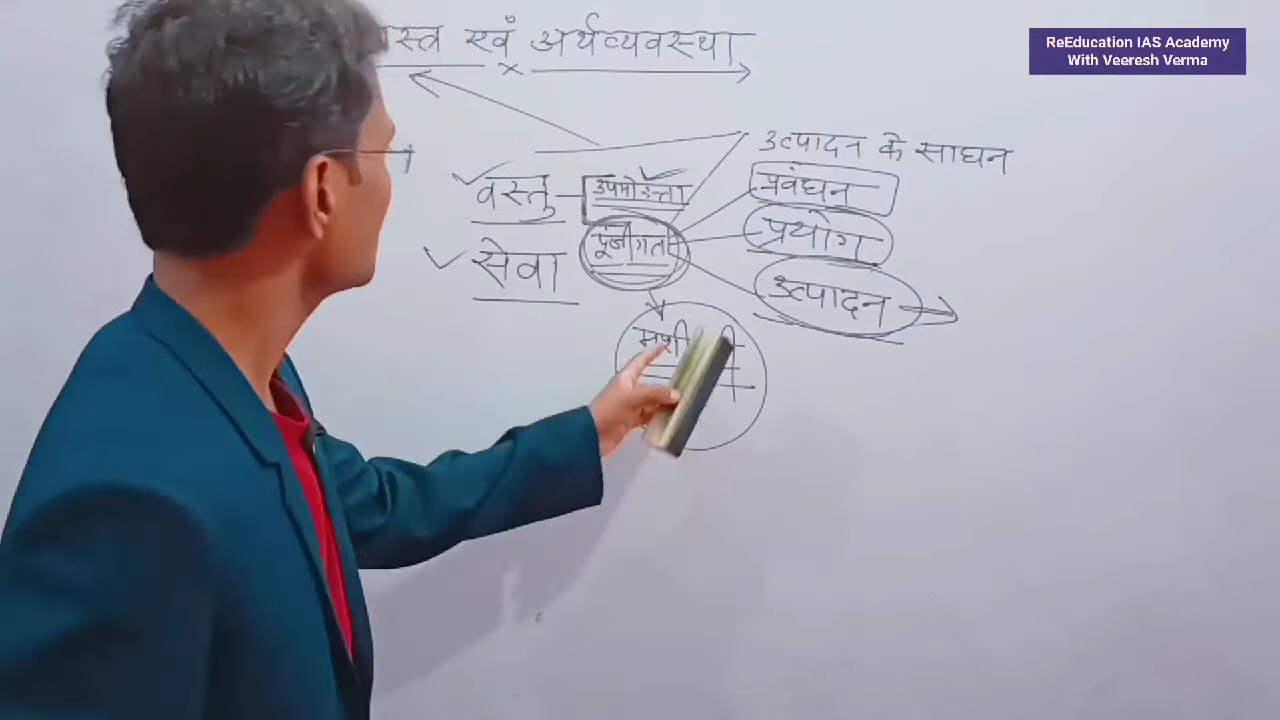 ReEducation IAS Academy
With Veeresh Verma
स्त्र एवं अर्थव्यवस्था
उत्पादन के साधन
वस्तु उपभोक्ता प्रबंधन
सेवा पूंजीगत प्रयोग
उत्पादन